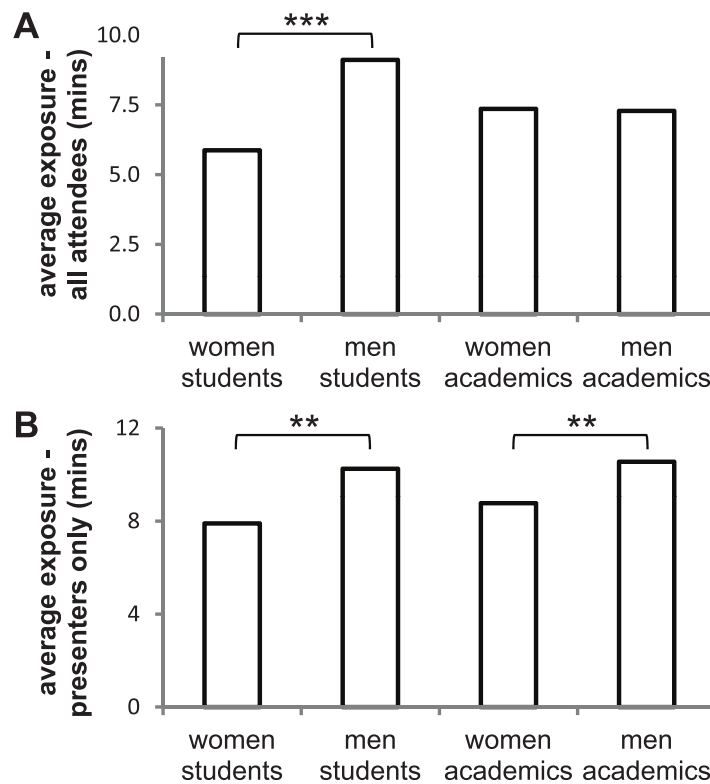 A
average exposure -
all attendees (mins)
10.0
7.5
5.0
2.5
0.0
***
women
students
men
students
women
academics
men
academics
B
average exposure -
presenters only (mins)
12
8
4
0
**
**
women
students
men
students
women
academics
men
academics